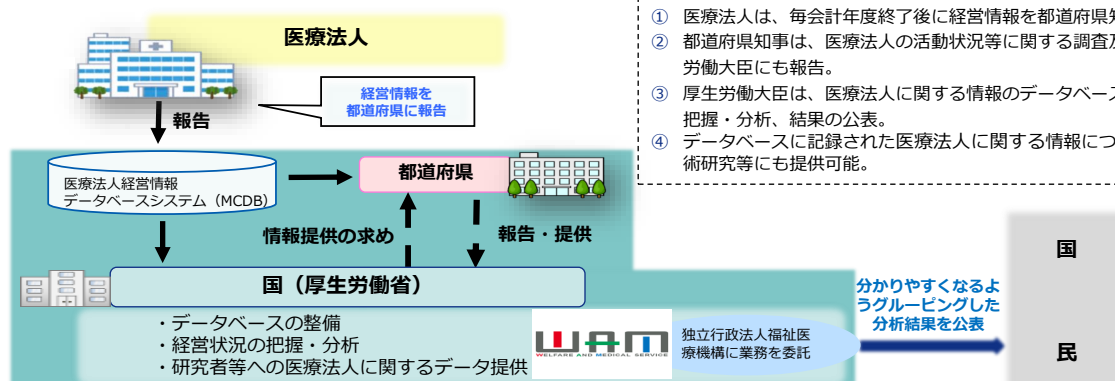 医療法人
経営情報を
都道府県に報告
報告
医療法人経営情報
データベースシステム（MCDB）
都道府県
情報提供の求め
報告・提供
国（厚生労働省）
・データベースの整備
・経営状況の把握・分析
・研究者等への医療法人に関するデータ提供
WAM
WELFARE AND MEDICAL SERVICE
独立行政法人福祉医
療機構に業務を委託
① 医療法人は、毎会計年度終了後に経営情報を都道府県
② 都道府県知事は、医療法人の活動状況等に関する調査
労働大臣にも報告。
③ 厚生労働大臣は、医療法人に関する情報のデータベー
把握・分析、結果の公表。
④ データベースに記録された医療法人に関する情報につ
術研究等にも提供可能。
分かりやすくなるよ
うグルーピングした
分析結果を公表
国
民